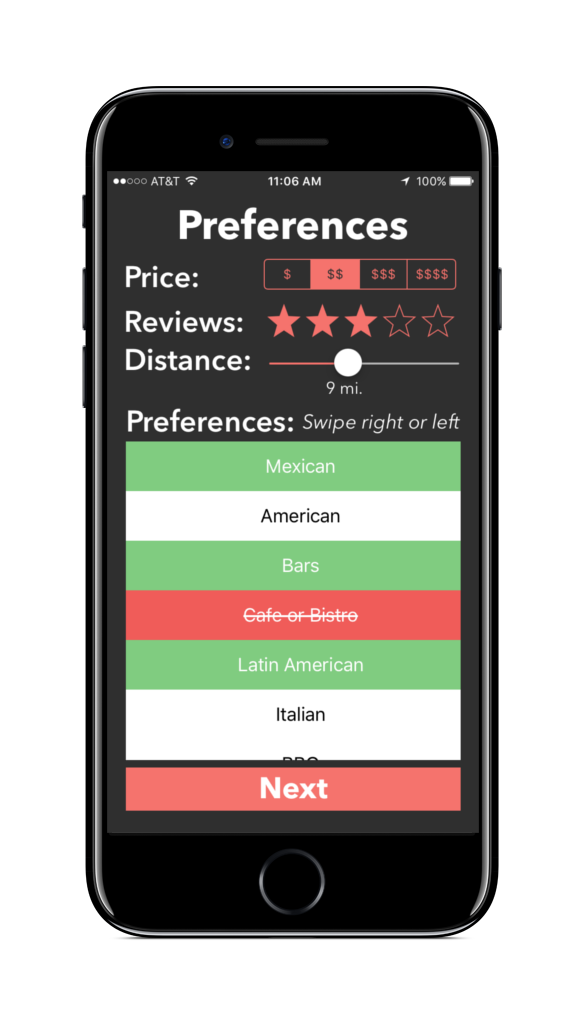 AT&T 11:06 AM 100%
Preferences
Price: $ $$ $$$ $$$$
Reviews:
Distance:
9 mi.
Preferences: Swipe right or left
Mexican
American
Bars
Cafe or Bistro
Latin American
Italian
BBQ
Next